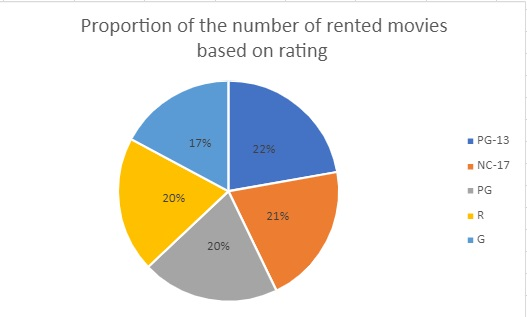 Proportion of the number of rented movies
based on rating
17%
22%
20%
21%
20%
PG-13
NC-17
PG
R
G